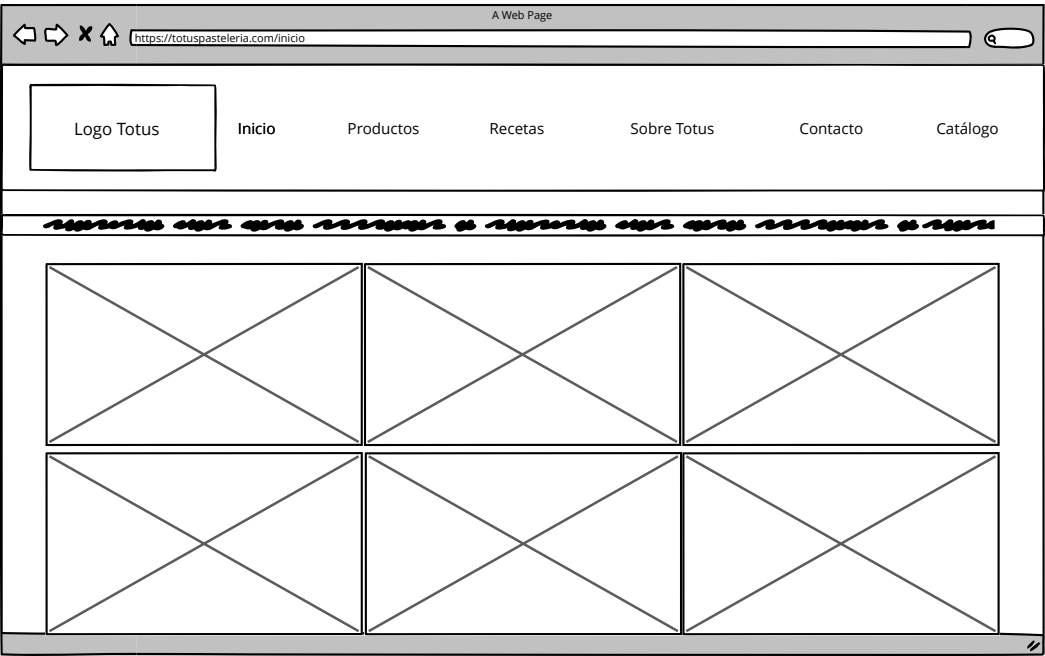 A Web Page
https://totuspasteleria.com/inicio
Logo Totus Inicio Productos Recetas Sobre Totus Contacto Catálogo